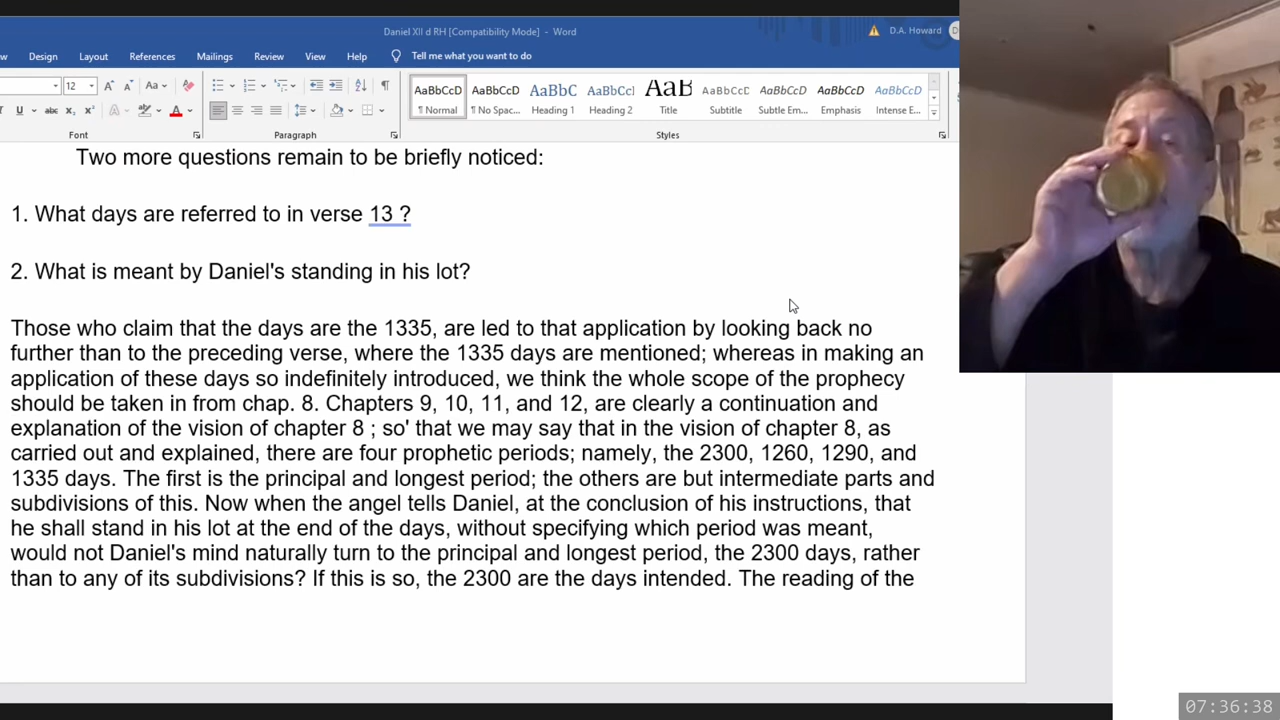 Daniel XII d RH [Compatibility Mode] - Word
D.A. Howard
Design Layout References Mailings Review View Help Tell me what you want to do
12 Aa
U abc x₂ x² A A
AaBbCcD AaBbCcD AaBbC AaBbCcI AaB AaBbCcD AaBbCcD AaBbCcD AaBbCcD
¶ Normal ¶ No Spac... Heading 1 Heading 2 Title Subtitle Subtle Em... Emphasis Intense E...
Font Paragraph Styles
Two more questions remain to be briefly noticed:
1. What days are referred to in verse 13 ?
2. What is meant by Daniel's standing in his lot?
Those who claim that the days are the 1335, are led to that application by looking back no
further than to the preceding verse, where the 1335 days are mentioned; whereas in making an
application of these days so indefinitely introduced, we think the whole scope of the prophecy
should be taken in from chap. 8. Chapters 9, 10, 11, and 12, are clearly a continuation and
explanation of the vision of chapter 8 ; so' that we may say that in the vision of chapter 8, as
carried out and explained, there are four prophetic periods; namely, the 2300, 1260, 1290, and
1335 days. The first is the principal and longest period; the others are but intermediate parts and
subdivisions of this. Now when the angel tells Daniel, at the conclusion of his instructions, that
he shall stand in his lot at the end of the days, without specifying which period was meant,
would not Daniel's mind naturally turn to the principal and longest period, the 2300 days, rather
than to any of its subdivisions? If this is so, the 2300 are the days intended. The reading of the
07:36:38